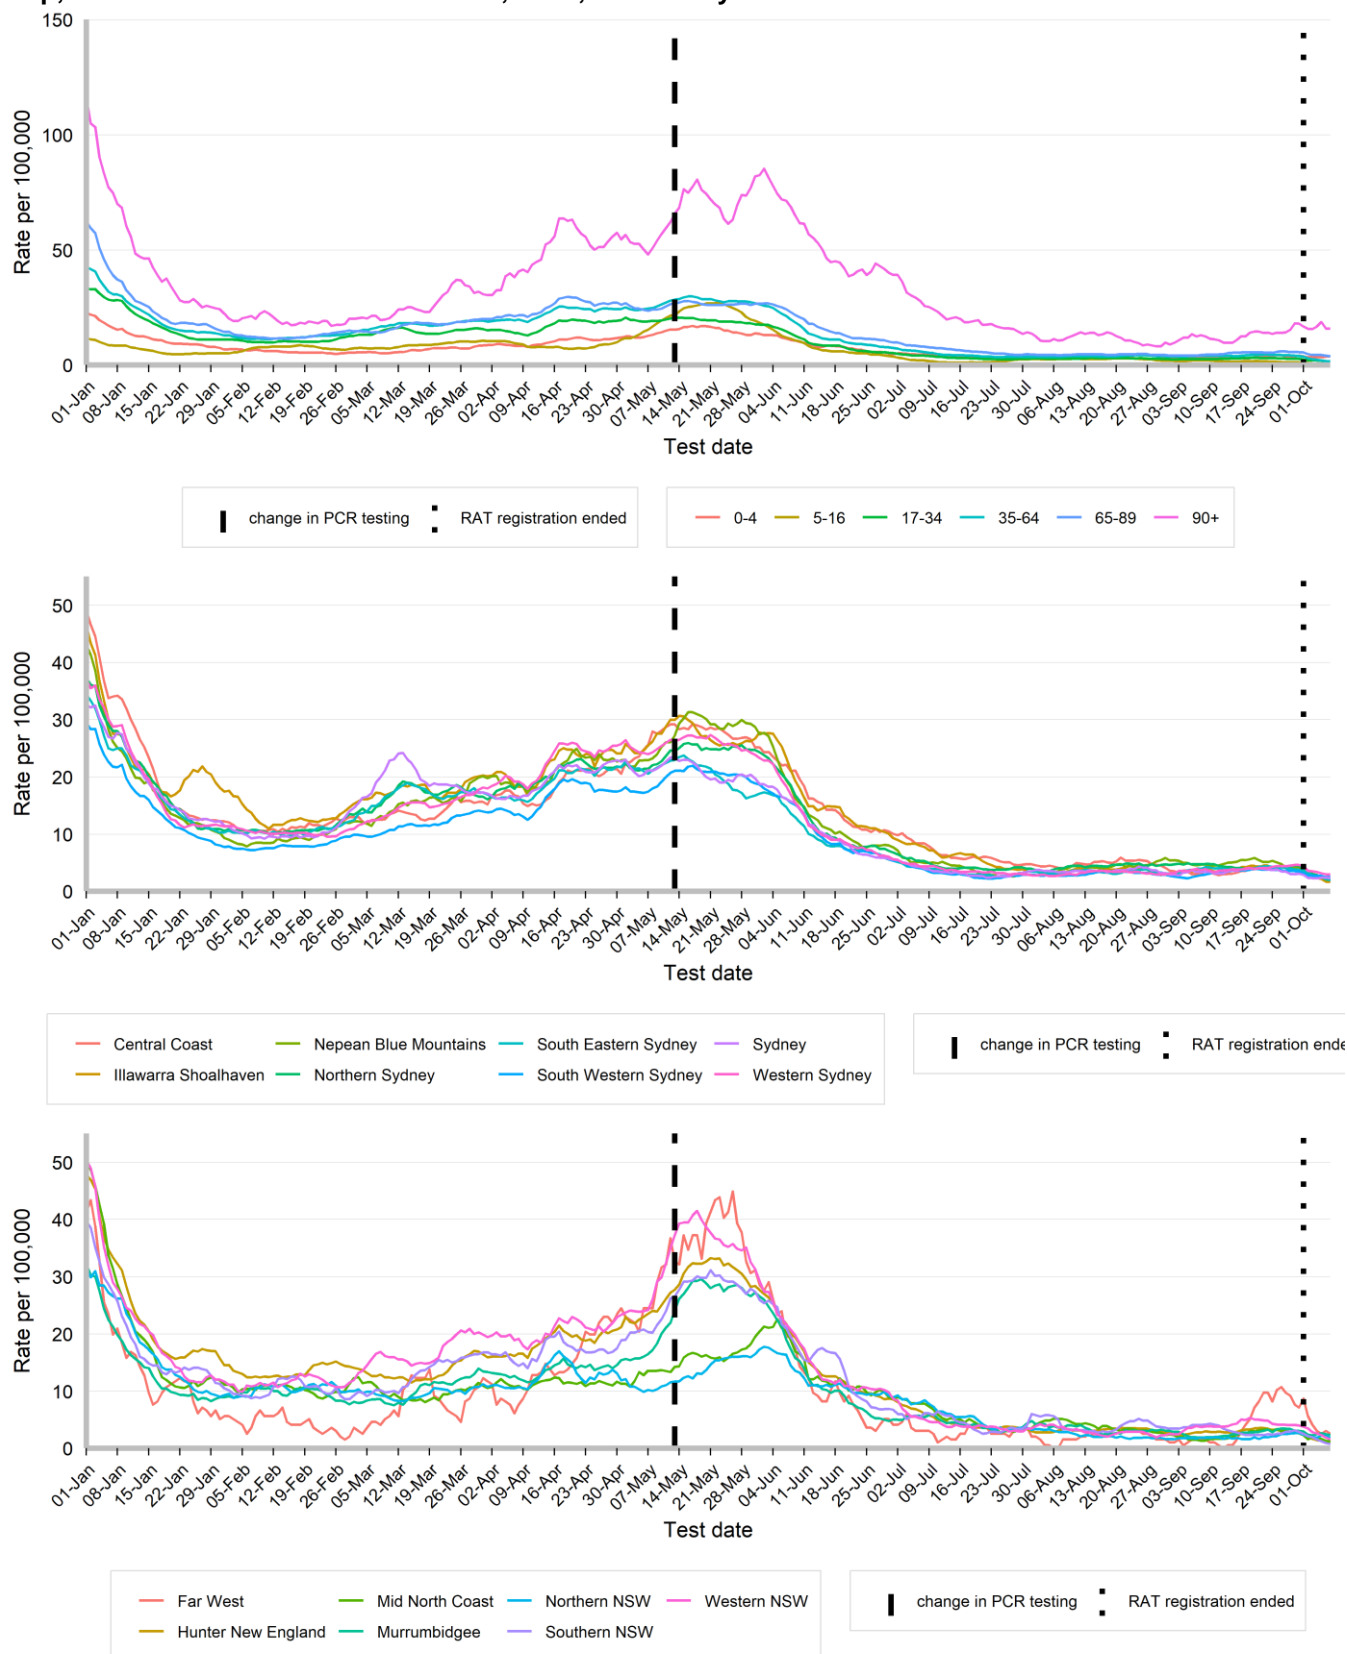 150
100
50
0
Rate per 100,000
01-Jan 08-Jan 15-Jan 22-Jan 29-Jan 05-Feb 12-Feb 19-Feb 26-Feb 05-Mar 12-Mar 19-Mar 26-Mar 02-Apr 09-Apr 16-Apr 23-Apr 30-Apr 07-May 14-May 21-May 28-May 04-Jun 11-Jun 18-Jun 25-Jun 02-Jul 09-Jul 16-Jul 23-Jul 30-Jul 06-Aug 13-Aug 20-Aug 27-Aug 03-Sep 10-Sep 17-Sep 24-Sep 01-Oct
Test date
change in PCR testing RAT registration ended 0-4 5-16 17-34 35-64 65-89 90+
50
40
30
20
10
0
Rate per 100,000
01-Jan 08-Jan 15-Jan 22-Jan 29-Jan 05-Feb 12-Feb 19-Feb 26-Feb 05-Mar 12-Mar 19-Mar 26-Mar 02-Apr 09-Apr 16-Apr 23-Apr 30-Apr 07-May 14-May 21-May 28-May 04-Jun 11-Jun 18-Jun 25-Jun 02-Jul 09-Jul 16-Jul 23-Jul 30-Jul 06-Aug 13-Aug 20-Aug 27-Aug 03-Sep 10-Sep 17-Sep 24-Sep 01-Oct
Test date
Central Coast Nepean Blue Mountains South Eastern Sydney Sydney change in PCR testing RAT registration ende
Illawarra Shoalhaven Northern Sydney South Western Sydney Western Sydney
50
40
30
20
10
0
Rate per 100,000
01-Jan 08-Jan 15-Jan 22-Jan 29-Jan 05-Feb 12-Feb 19-Feb 26-Feb 05-Mar 12-Mar 19-Mar 26-Mar 02-Apr 09-Apr 16-Apr 23-Apr 30-Apr 07-May 14-May 21-May 28-May 04-Jun 11-Jun 18-Jun 25-Jun 02-Jul 09-Jul 16-Jul 23-Jul 30-Jul 06-Aug 13-Aug 20-Aug 27-Aug 03-Sep 10-Sep 17-Sep 24-Sep 01-Oct
Test date
Far West Mid North Coast Northern NSW Western NSW change in PCR testing RAT registration ended
Hunter New England Murrumbidgee Southern NSW